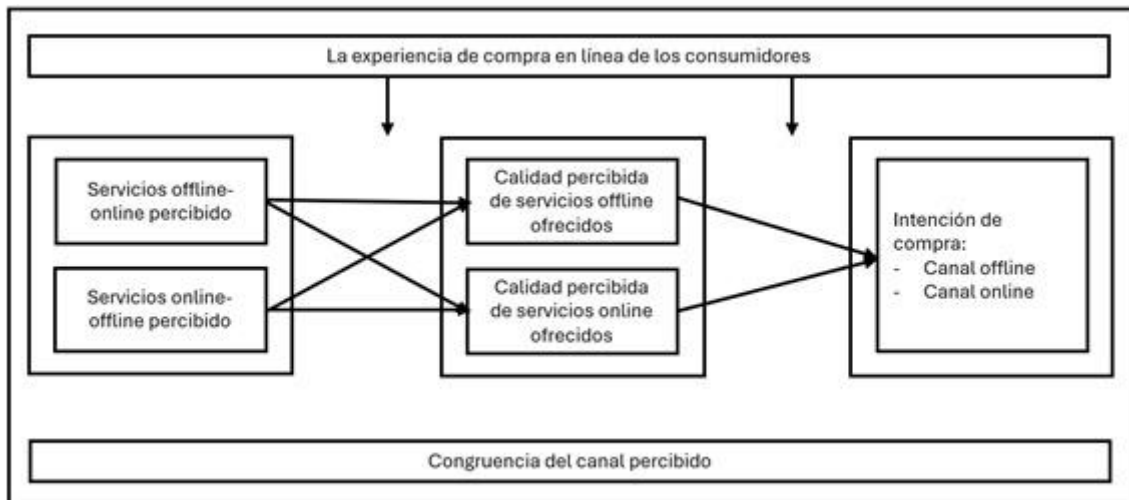 La experiencia de compra en línea de los consumidores
Servicios offline-
online percibido
Servicios online-
offline percibido
Calidad percibida
de servicios offline
ofrecidos
Calidad percibida
de servicios online
ofrecidos
Intención de
compra:
- Canal offline
- Canal online
Congruencia del canal percibido